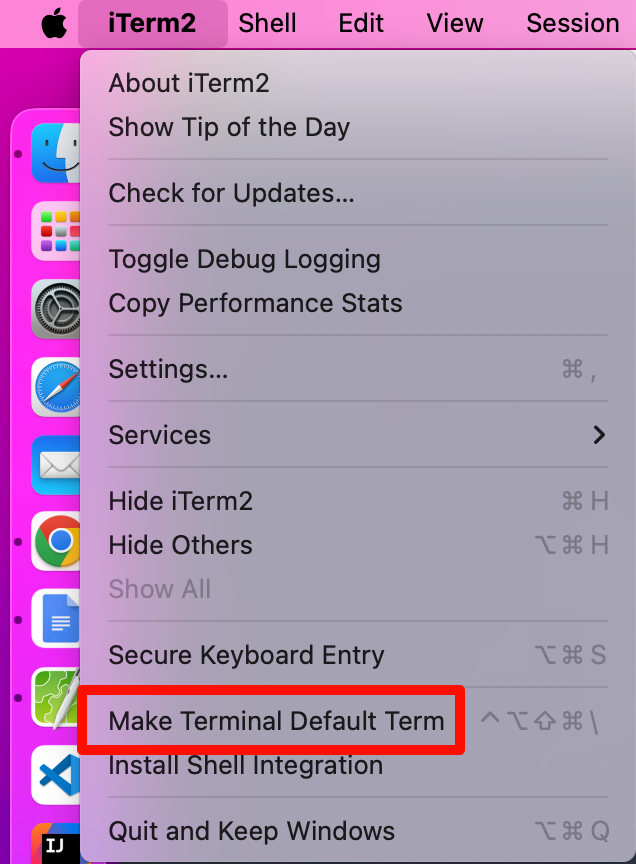 iTerm2 Shell Edit View Session
About iTerm2
Show Tip of the Day
Check for Updates...
Toggle Debug Logging
Copy Performance Stats
Settings... ⌘ ,
Services
Hide iTerm2 ⌘ H
Hide Others ⌥ ⌘ H
Show All
Secure Keyboard Entry ⌥ ⌘ S
Make Terminal Default Term ^ ⌥ ⇧ ⌘ \
Install Shell Integration
Quit and Keep Windows ⌥ ⌘ Q
IJ